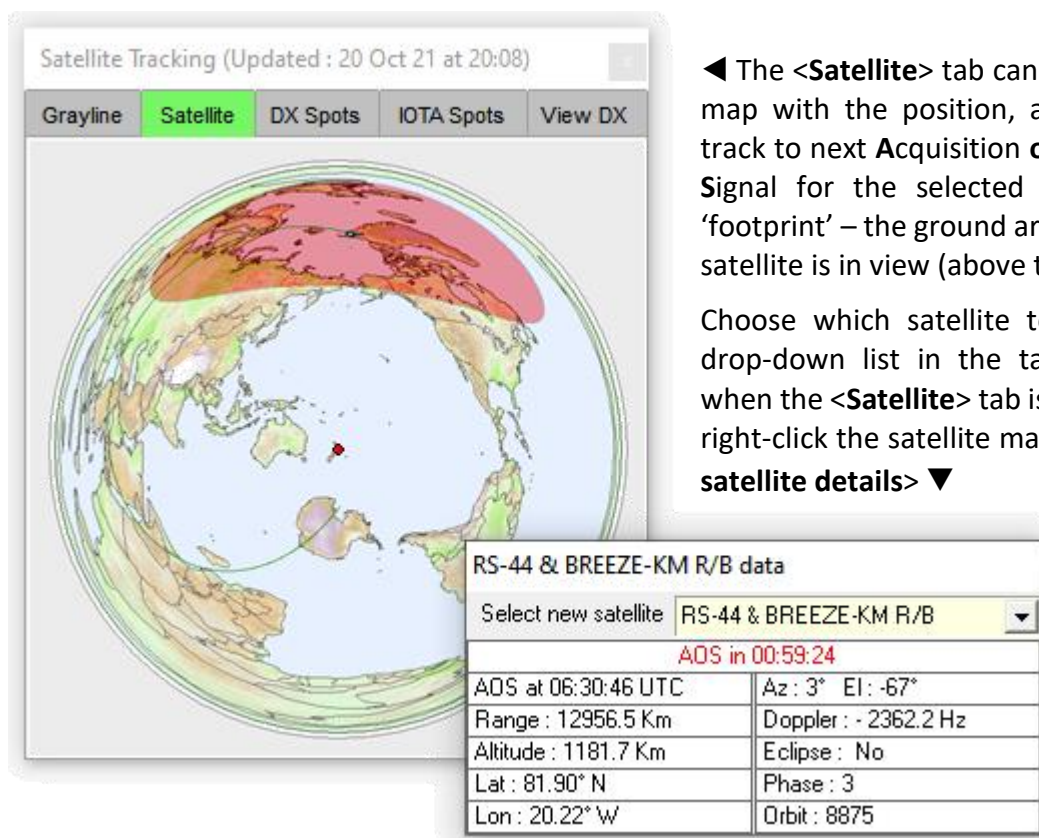 Satellite Tracking (Updated : 20 Oct 21 at 20:08)
Grayline Satellite DX Spots IOTA Spots View DX
◀ The <Satellite> tab can
map with the position, a
track to next Acquisition
Signal for the selected
'footprint' – the ground
satellite is in view (above
Choose which satellite
drop-down list in the
when the <Satellite> tab
right-click the satellite
satellite details> ▼
RS-44 & BREEZE-KM R/B data
Select new satellite RS-44 & BREEZE-KM R/B
AOS in 00:59:24
AOS at 06:30:46 UTC Az : 3° El : -67°
Range : 12956.5 Km Doppler : - 2362.2 Hz
Altitude : 1181.7 Km Eclipse : No
Lat : 81.90° N Phase : 3
Lon : 20.22° W Orbit : 8875